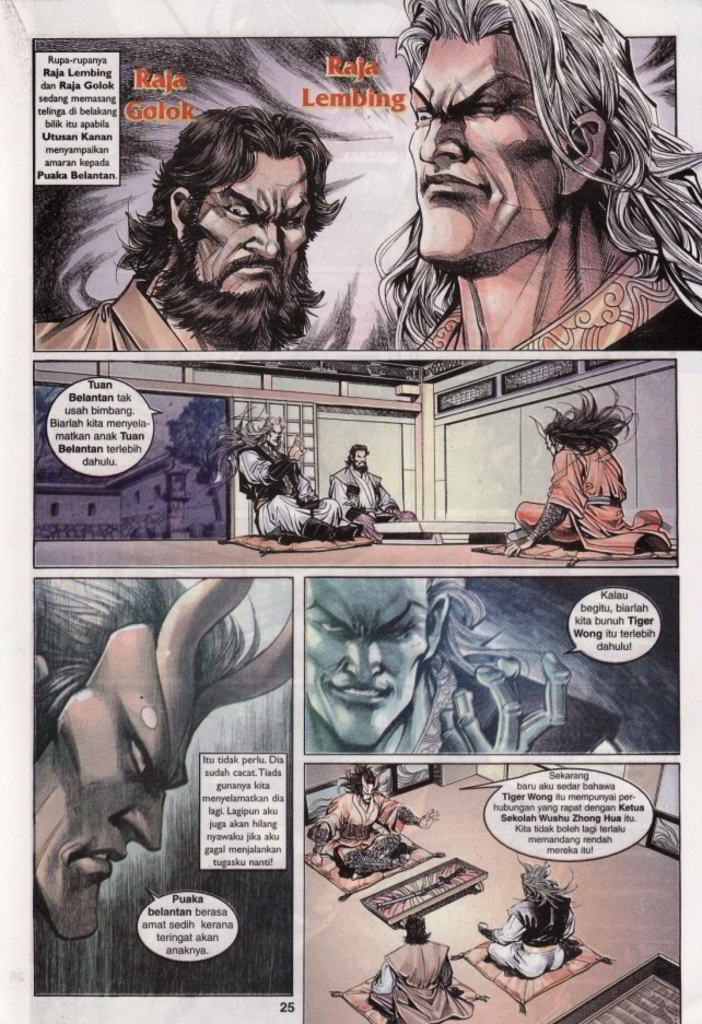 Rupa-rupanya
Raja Lembing
dan Raja Golok
sedang memasang
telinga di belakang
bilik itu apabila
Utusan Kanan
menyampaikan
amaran kepada
Puaka Belantan.
Raja
Golok
Raja
Lembing
Tuan
Belantan tak
usah bimbang.
Biarlah kita menyela-
matkan anak Tuan
Belantan terlebih
dahulu.
Kalau
begitu, biarlah
kita bunuh Tiger
Wong itu terlebih
dahulu!
Itu tidak perlu. Dia
sudah cacat. Tiada
gunanya kita
menyelamatkan dia
lagi. Lagipun aku
juga akan hilang
nyawaku jika aku
gagal menjalankan
tugasku nanti!
Puaka
belantan berasa
amat sedih kerana
teringat akan
anaknya.
Sekarang
baru aku sedar bahawa
Tiger Wong itu mempunyai per-
hubungan yang rapat dengan Ketua
Sekolah Wushu Zhong Hua itu.
Kita tidak boleh lagi terlalu
memandang rendah
mereka itu!
25